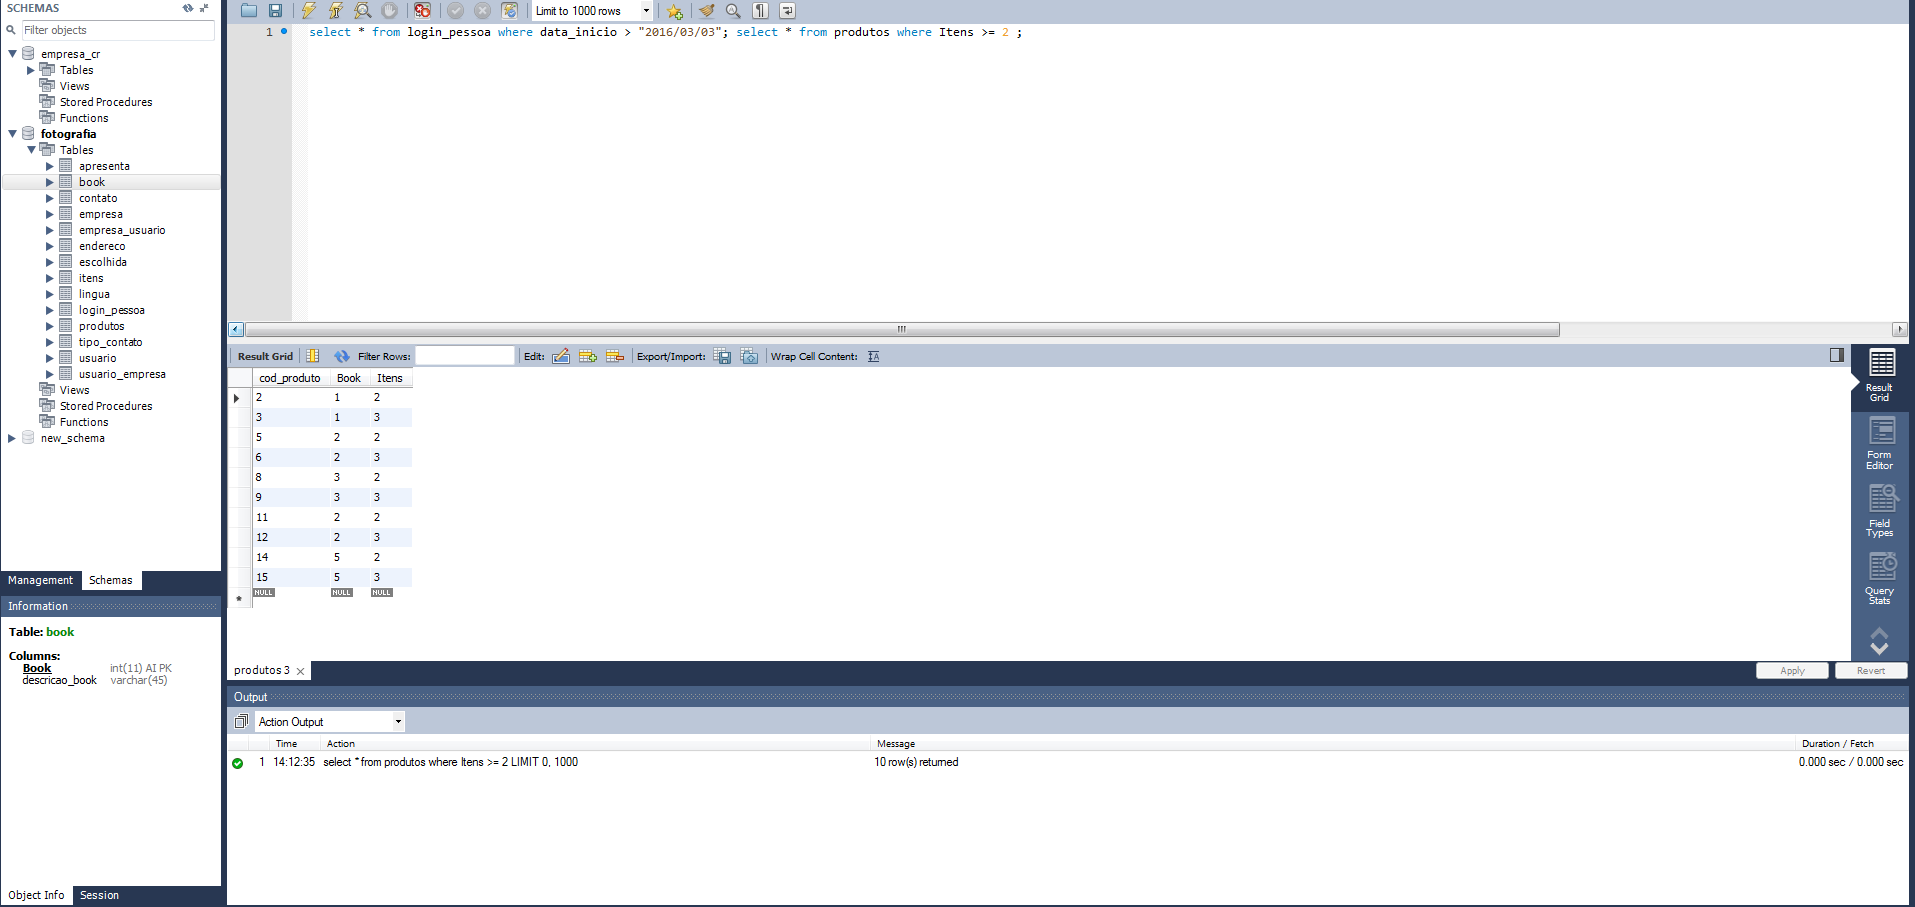 SCHEMAS
Filter objects
empresa_cr
Tables
Views
Stored Procedures
Functions
fotografia
Tables
apresenta
book
contato
empresa
empresa_usuario
endereco
escolhida
itens
lingua
login_pessoa
produtos
tipo_contato
usuario
usuario_empresa
Views
Stored Procedures
Functions
new_schema
Management Schemas
Information
Table: book
Columns:
Book int(11) AI PK
descricao_book varchar(45)
Object Info Session
Limit to 1000 rows
1 select * from login_pessoa where data_inicio > "2016/03/03"; select * from produtos where Itens >= 2 ;
Result Grid Filter Rows: Edit: Export/Import: Wrap Cell Content:
cod_produto Book Itens
2 1 2
3 1 3
5 2 2
6 2 3
8 3 2
9 3 3
11 2 2
12 2 3
14 5 2
15 5 3
* NULL NULL NULL
Result
Grid
Form
Editor
Field
Types
Query
Stats
produtos 3
Apply Revert
Output
Action Output
Time Action Message Duration / Fetch
1 14:12:35 select * from produtos where Itens >= 2 LIMIT 0, 1000 10 row(s) returned 0.000 sec / 0.000 sec